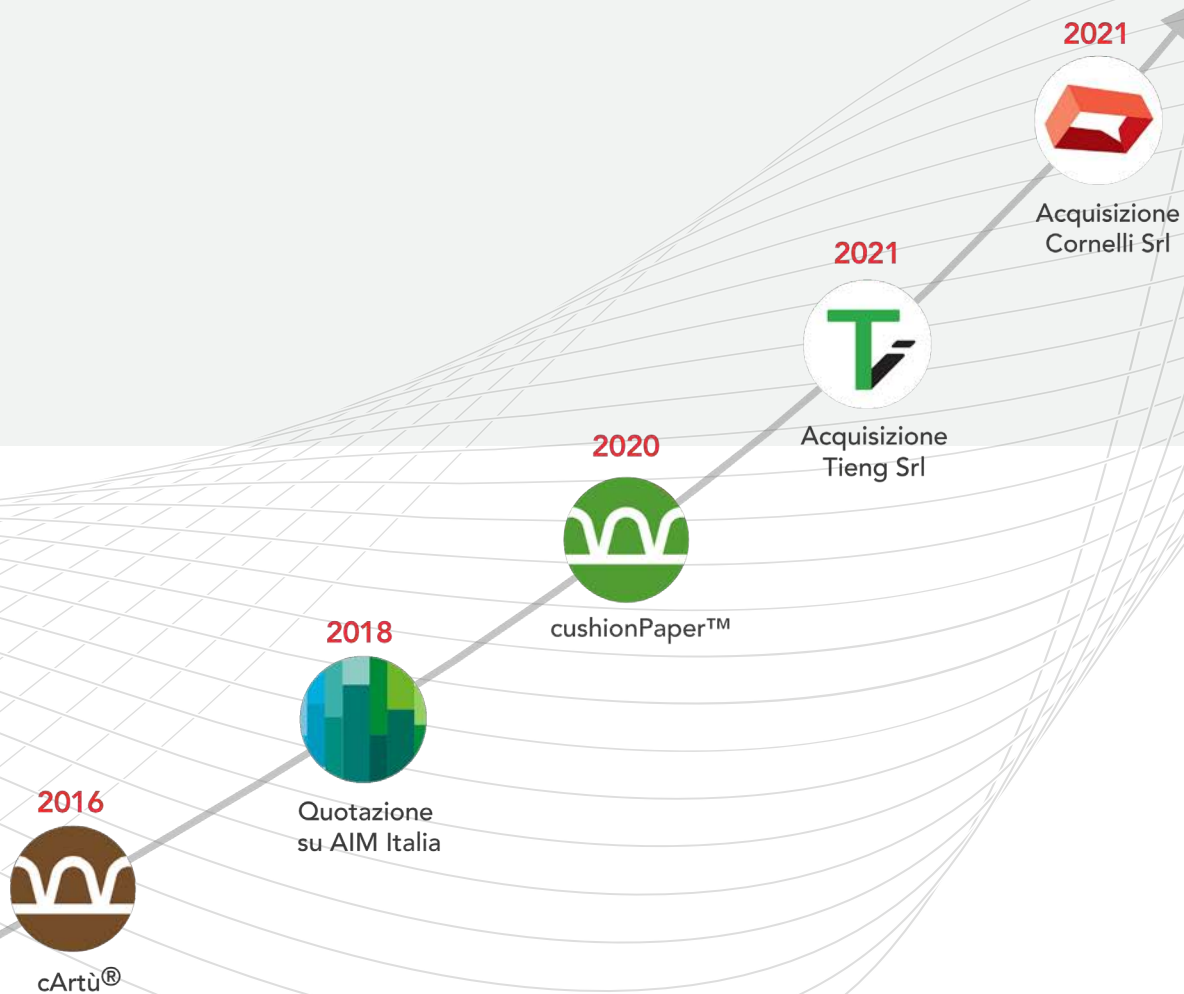 2016
cArtù®
2018
Quotazione
su AIM Italia
2020
cushionPaper™
2021
Acquisizione
Tieng Srl
2021
Acquisizione
Cornelli Srl